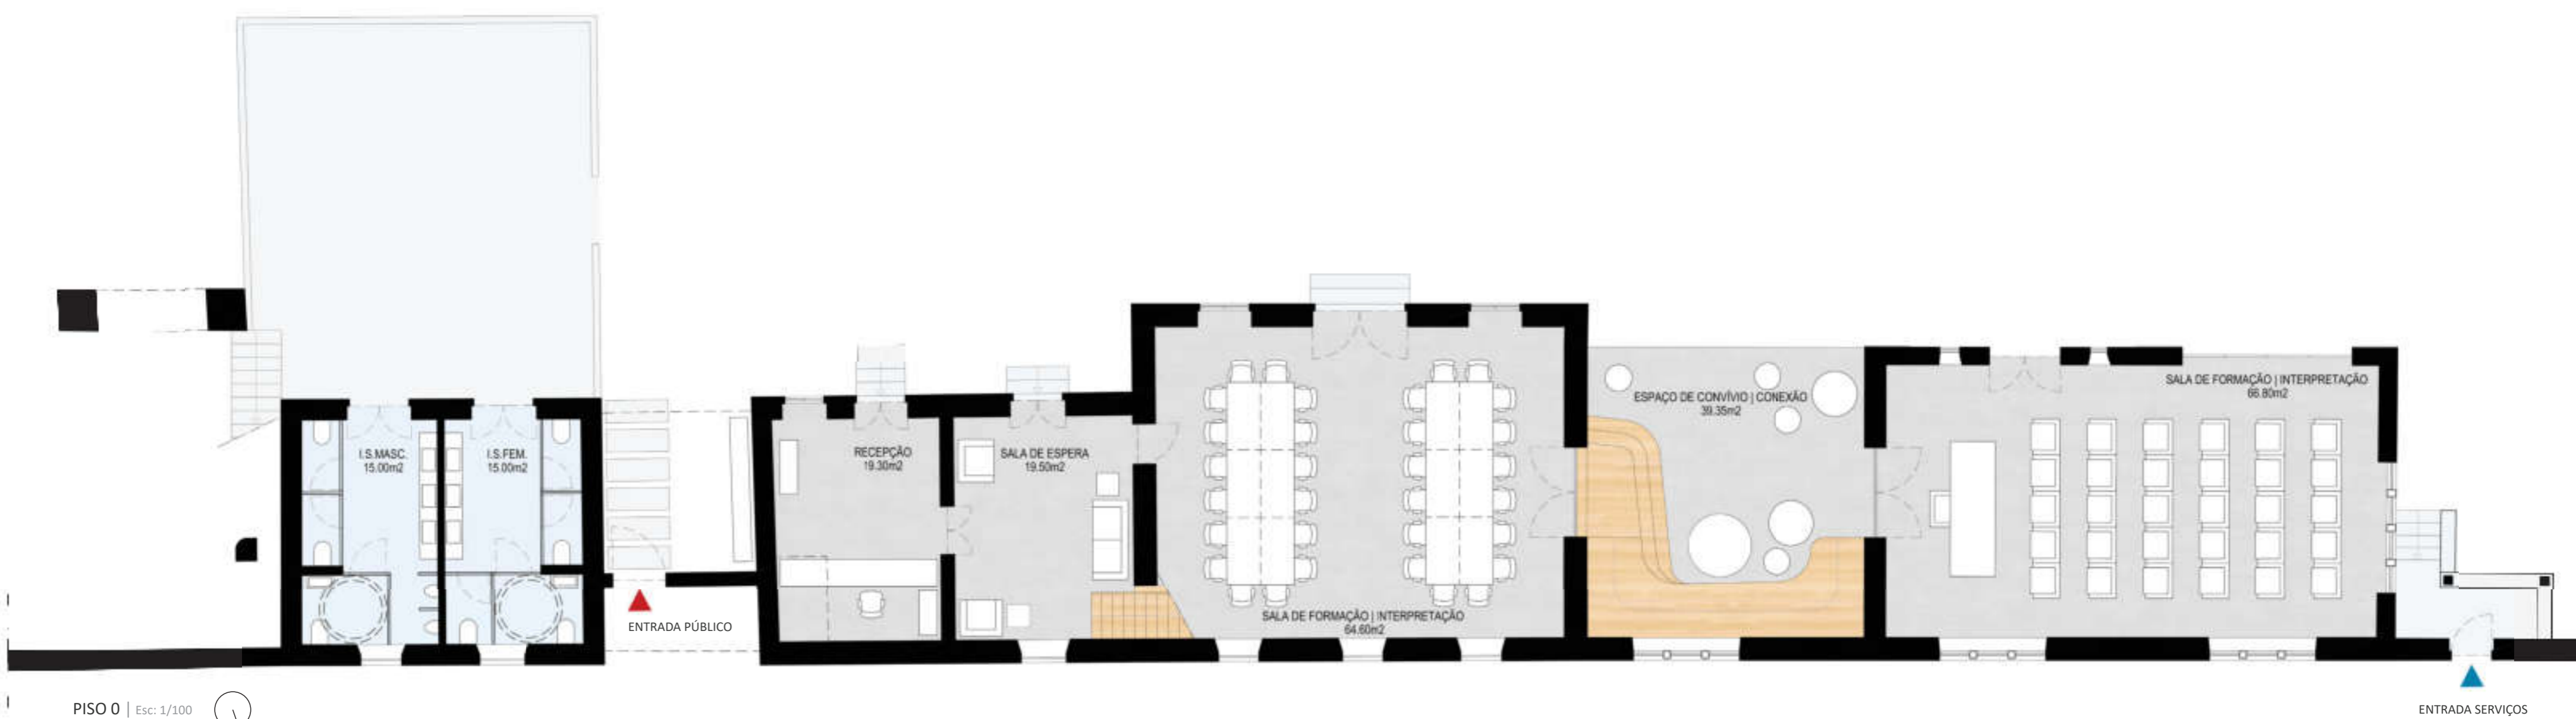 I.S.MASC.
15.00m2
I.S.FEM.
15.00m2
ENTRADA PÚBLICO
RECEPÇÃO
19.30m2
SALA DE ESPERA
19.50m2
SALA DE FORMAÇÃO | INTERPRETAÇÃO
64.60m2
ESPAÇO DE CONVÍVIO | CONEXÃO
39.35m2
SALA DE FORMAÇÃO | INTERPRETAÇÃO
66.80m2
PISO 0 | Esc: 1/100
ENTRADA SERVIÇOS